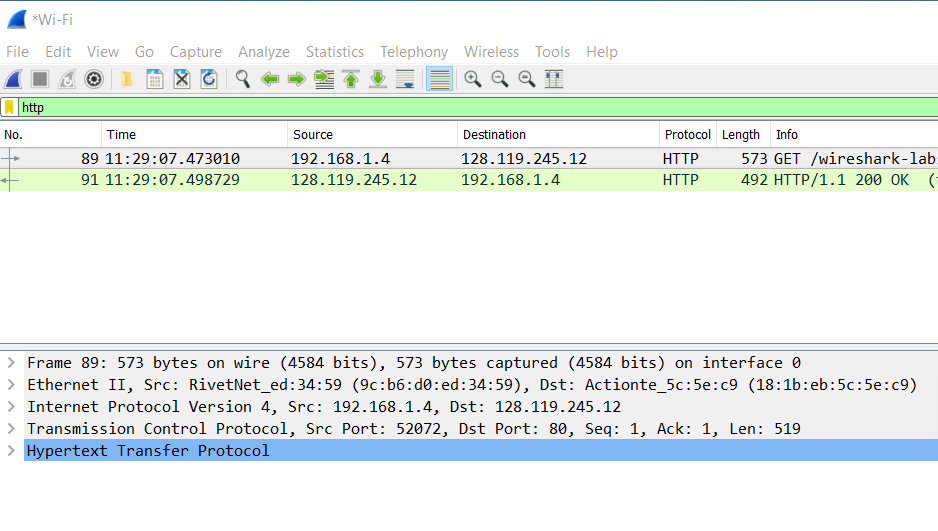 *Wi-Fi
File Edit View Go Capture Analyze Statistics Telephony Wireless Tools Help
http
No. Time Source Destination Protocol Length Info
89 11:29:07.473010 192.168.1.4 128.119.245.12 HTTP 573 GET /wireshark-lab
91 11:29:07.498729 128.119.245.12 192.168.1.4 HTTP 492 HTTP/1.1 200 OK (
Frame 89: 573 bytes on wire (4584 bits), 573 bytes captured (4584 bits) on interface 0
Ethernet II, Src: RivetNet_ed:34:59 (9c:b6:d0:ed:34:59), Dst: Actionte_5c:5e:c9 (18:1b:eb:5c:5e:c9)
Internet Protocol Version 4, Src: 192.168.1.4, Dst: 128.119.245.12
Transmission Control Protocol, Src Port: 52072, Dst Port: 80, Seq: 1, Ack: 1, Len: 519
Hypertext Transfer Protocol